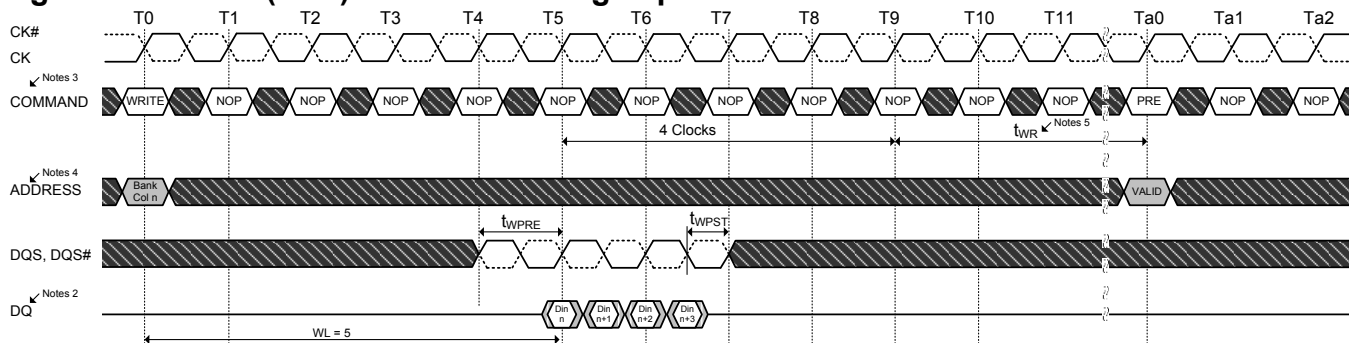 T0 T1 T2 T3 T4 T5 T6 T7 T8 T9 T10 T11 Ta0 Ta1 Ta2
CK#
CK
Notes 3
COMMAND WRITE NOP NOP NOP NOP NOP NOP NOP NOP NOP NOP NOP PRE NOP NOP
4 Clocks tWR Notes 5
Notes 4
ADDRESS Bank Col n VALID
tWPRE tWPST
DQS, DQS#
Notes 2
DQ Din n Din n+1 Din n+2 Din n+3
WL = 5